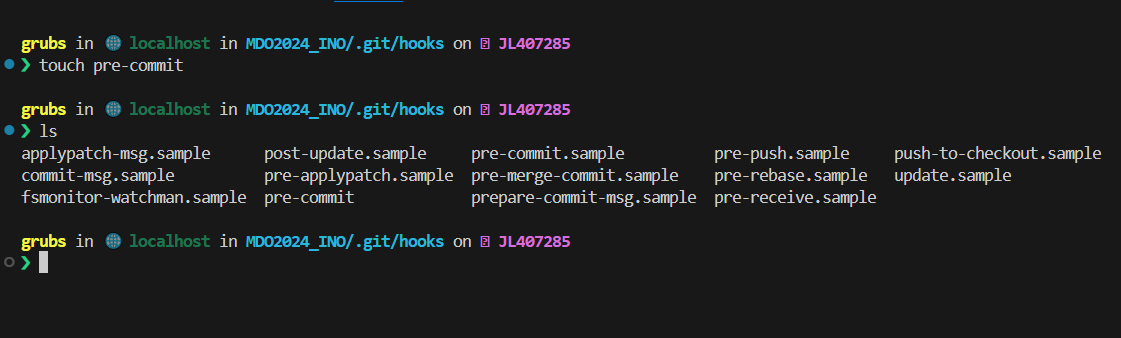 grubs in 🌐 localhost in MDO2024_INO/.git/hooks on JL407285
❯ touch pre-commit
grubs in 🌐 localhost in MDO2024_INO/.git/hooks on JL407285
❯ ls
applypatch-msg.sample post-update.sample pre-commit.sample pre-push.sample push-to-checkout.sample
commit-msg.sample pre-applypatch.sample pre-merge-commit.sample pre-rebase.sample update.sample
fsmonitor-watchman.sample pre-commit prepare-commit-msg.sample pre-receive.sample
grubs in 🌐 localhost in MDO2024_INO/.git/hooks on JL407285
❯